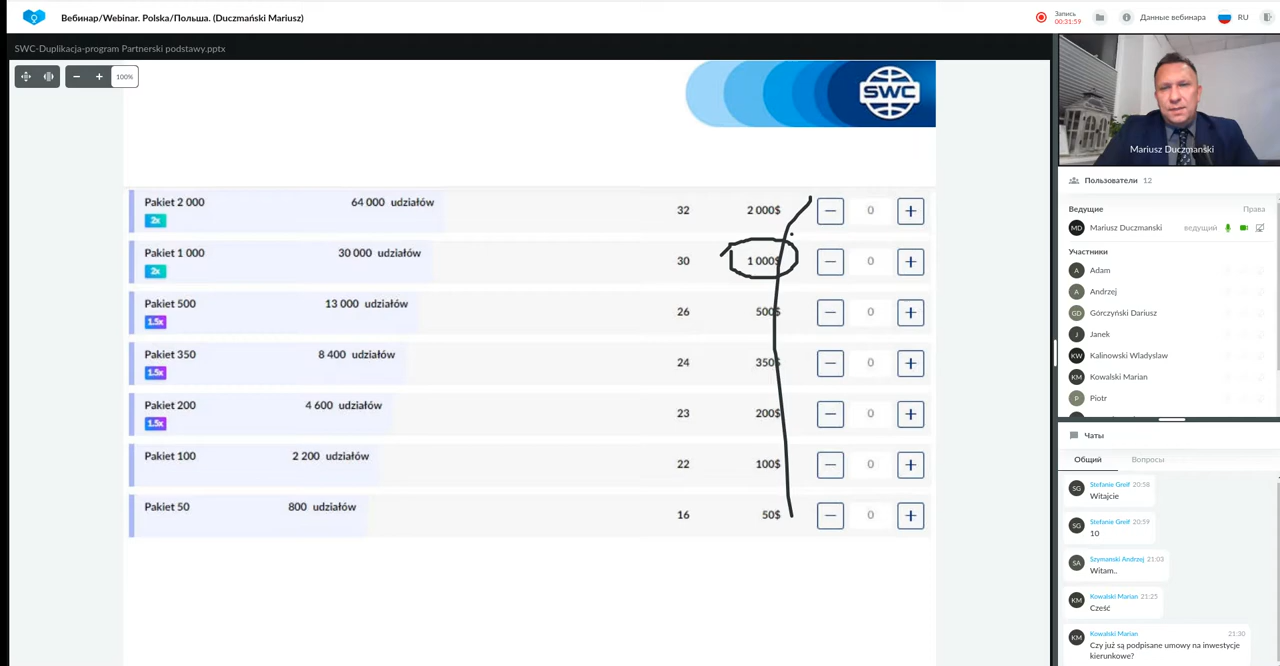 Вебинар/Webinar. Polska/Польша. (Duczmański Mariusz)
Запись
00:31:59
Данные вебинара
RU
SWC-Duplikacja-program Partnerski podstawy.pptx
100%
SWC
Pakiet 2 000 64 000 udziałów 32 2 000$ 0
2x
Pakiet 1 000 30 000 udziałów 30 1 000$ 0
2x
Pakiet 500 13 000 udziałów 26 500$ 0
1.5x
Pakiet 350 8 400 udziałów 24 350$ 0
1.5x
Pakiet 200 4 600 udziałów 23 200$ 0
1.5x
Pakiet 100 2 200 udziałów 22 100$ 0
Pakiet 50 800 udziałów 16 50$ 0
Mariusz Duczmański
Пользователи 12
Ведущие Права
MD Mariusz Duczmanski ведущий
Участники
A Adam
A Andrzej
GD Górczyński Dariusz
J Janek
KW Kalinowski Wladyslaw
KM Kowalski Marian
P Piotr
Чаты
Общий Вопросы
SG Stefanie Greif 20:58
Witajcie
SG Stefanie Greif 20:59
10
SA Szymanski Andrzej 21:03
Witam..
KM Kowalski Marian 21:25
Cześć
KM Kowalski Marian 21:30
Czy już są podpisane umowy na inwestycje
kierunkowe?